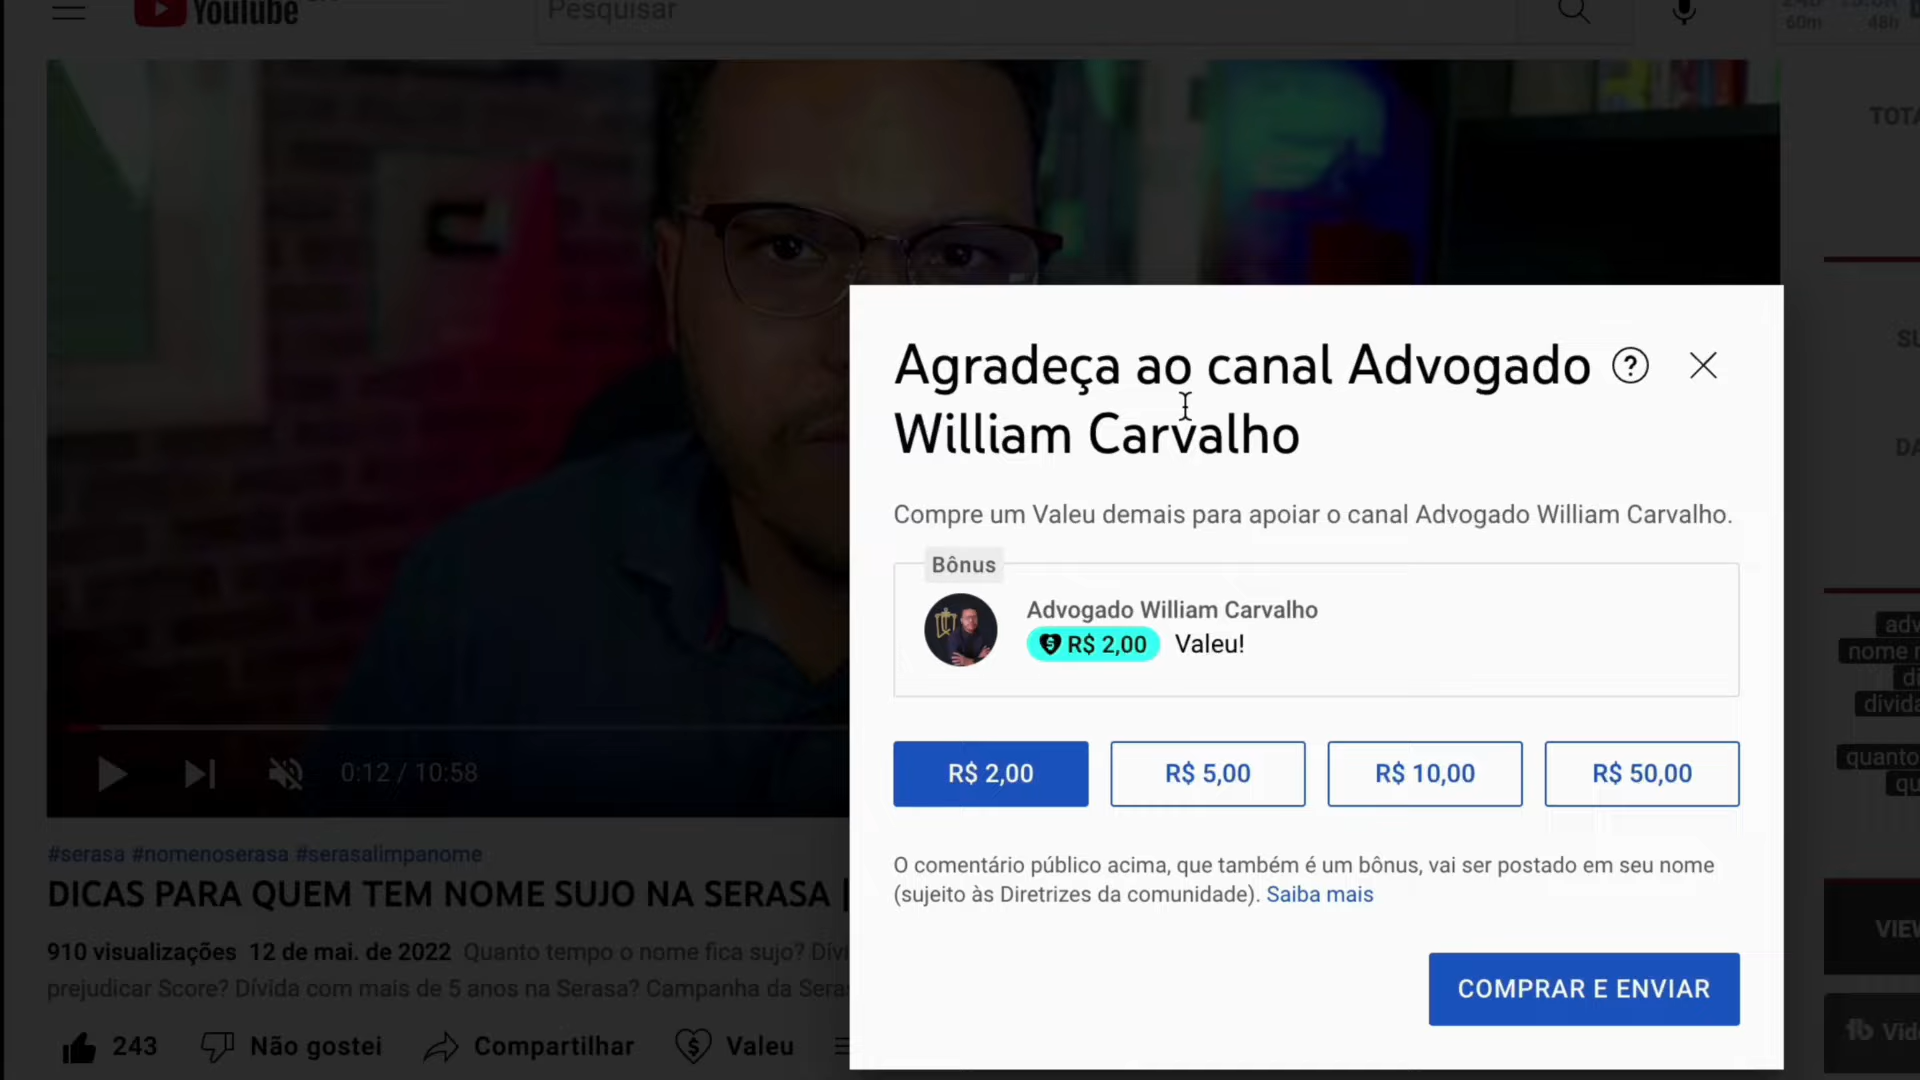 YouTube
Pesquisar
60m
48h
Agradeça ao canal Advogado
William Carvalho
Compre um Valeu demais para apoiar o canal Advogado William Carvalho.
Bônus
Advogado William Carvalho
R$ 2,00 Valeu!
R$ 2,00
R$ 5,00
R$ 10,00
R$ 50,00
O comentário público acima, que também é um bônus, vai ser postado em seu nome
(sujeito às Diretrizes da comunidade). Saiba mais
COMPRAR E ENVIAR
0:12 / 10:58
#serasa #nomenoserasa #serasalimpanome
DICAS PARA QUEM TEM NOME SUJO NA SERASA |
910 visualizações 12 de mai. de 2022 Quanto tempo o nome fica sujo?
prejudicar Score? Dívida com mais de 5 anos na Serasa? Campanha da
243 Não gostei Compartilhar Valeu
nome
quanto